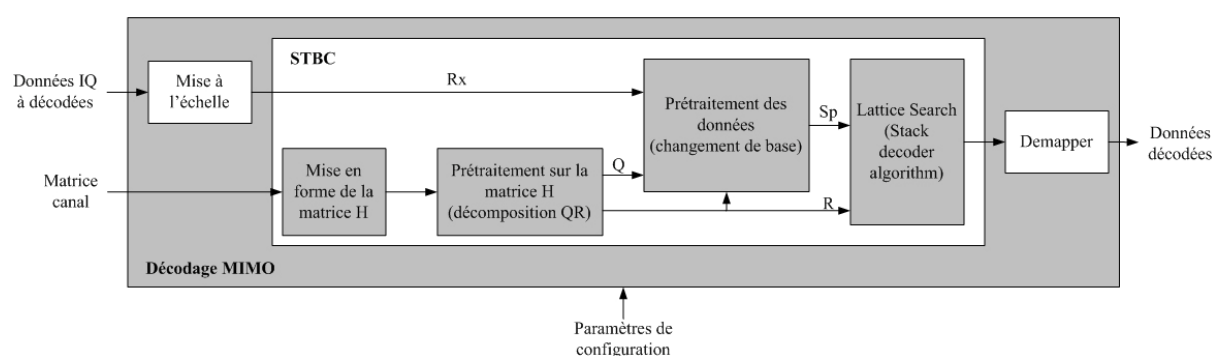 STBC
Données IQ
à décodées
Mise à
l'échelle
Rx
Prétraitement des
données
(changement de base)
Sp
Lattice Search
(Stack
decoder
algorithm)
Demapper
Données
décodées
Matrice
canal
Mise en
forme de la
matrice H
Prétraitement sur la
matrice H
(décomposition QR)
Q
R
Décodage MIMO
Paramètres de
configuration